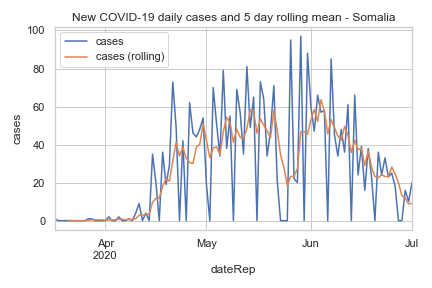 New COVID-19 daily cases and 5 day rolling mean - Somalia
cases
cases (rolling)
100
80
60
40
20
0
cases
Apr
2020
May
Jun
Jul
dateRep